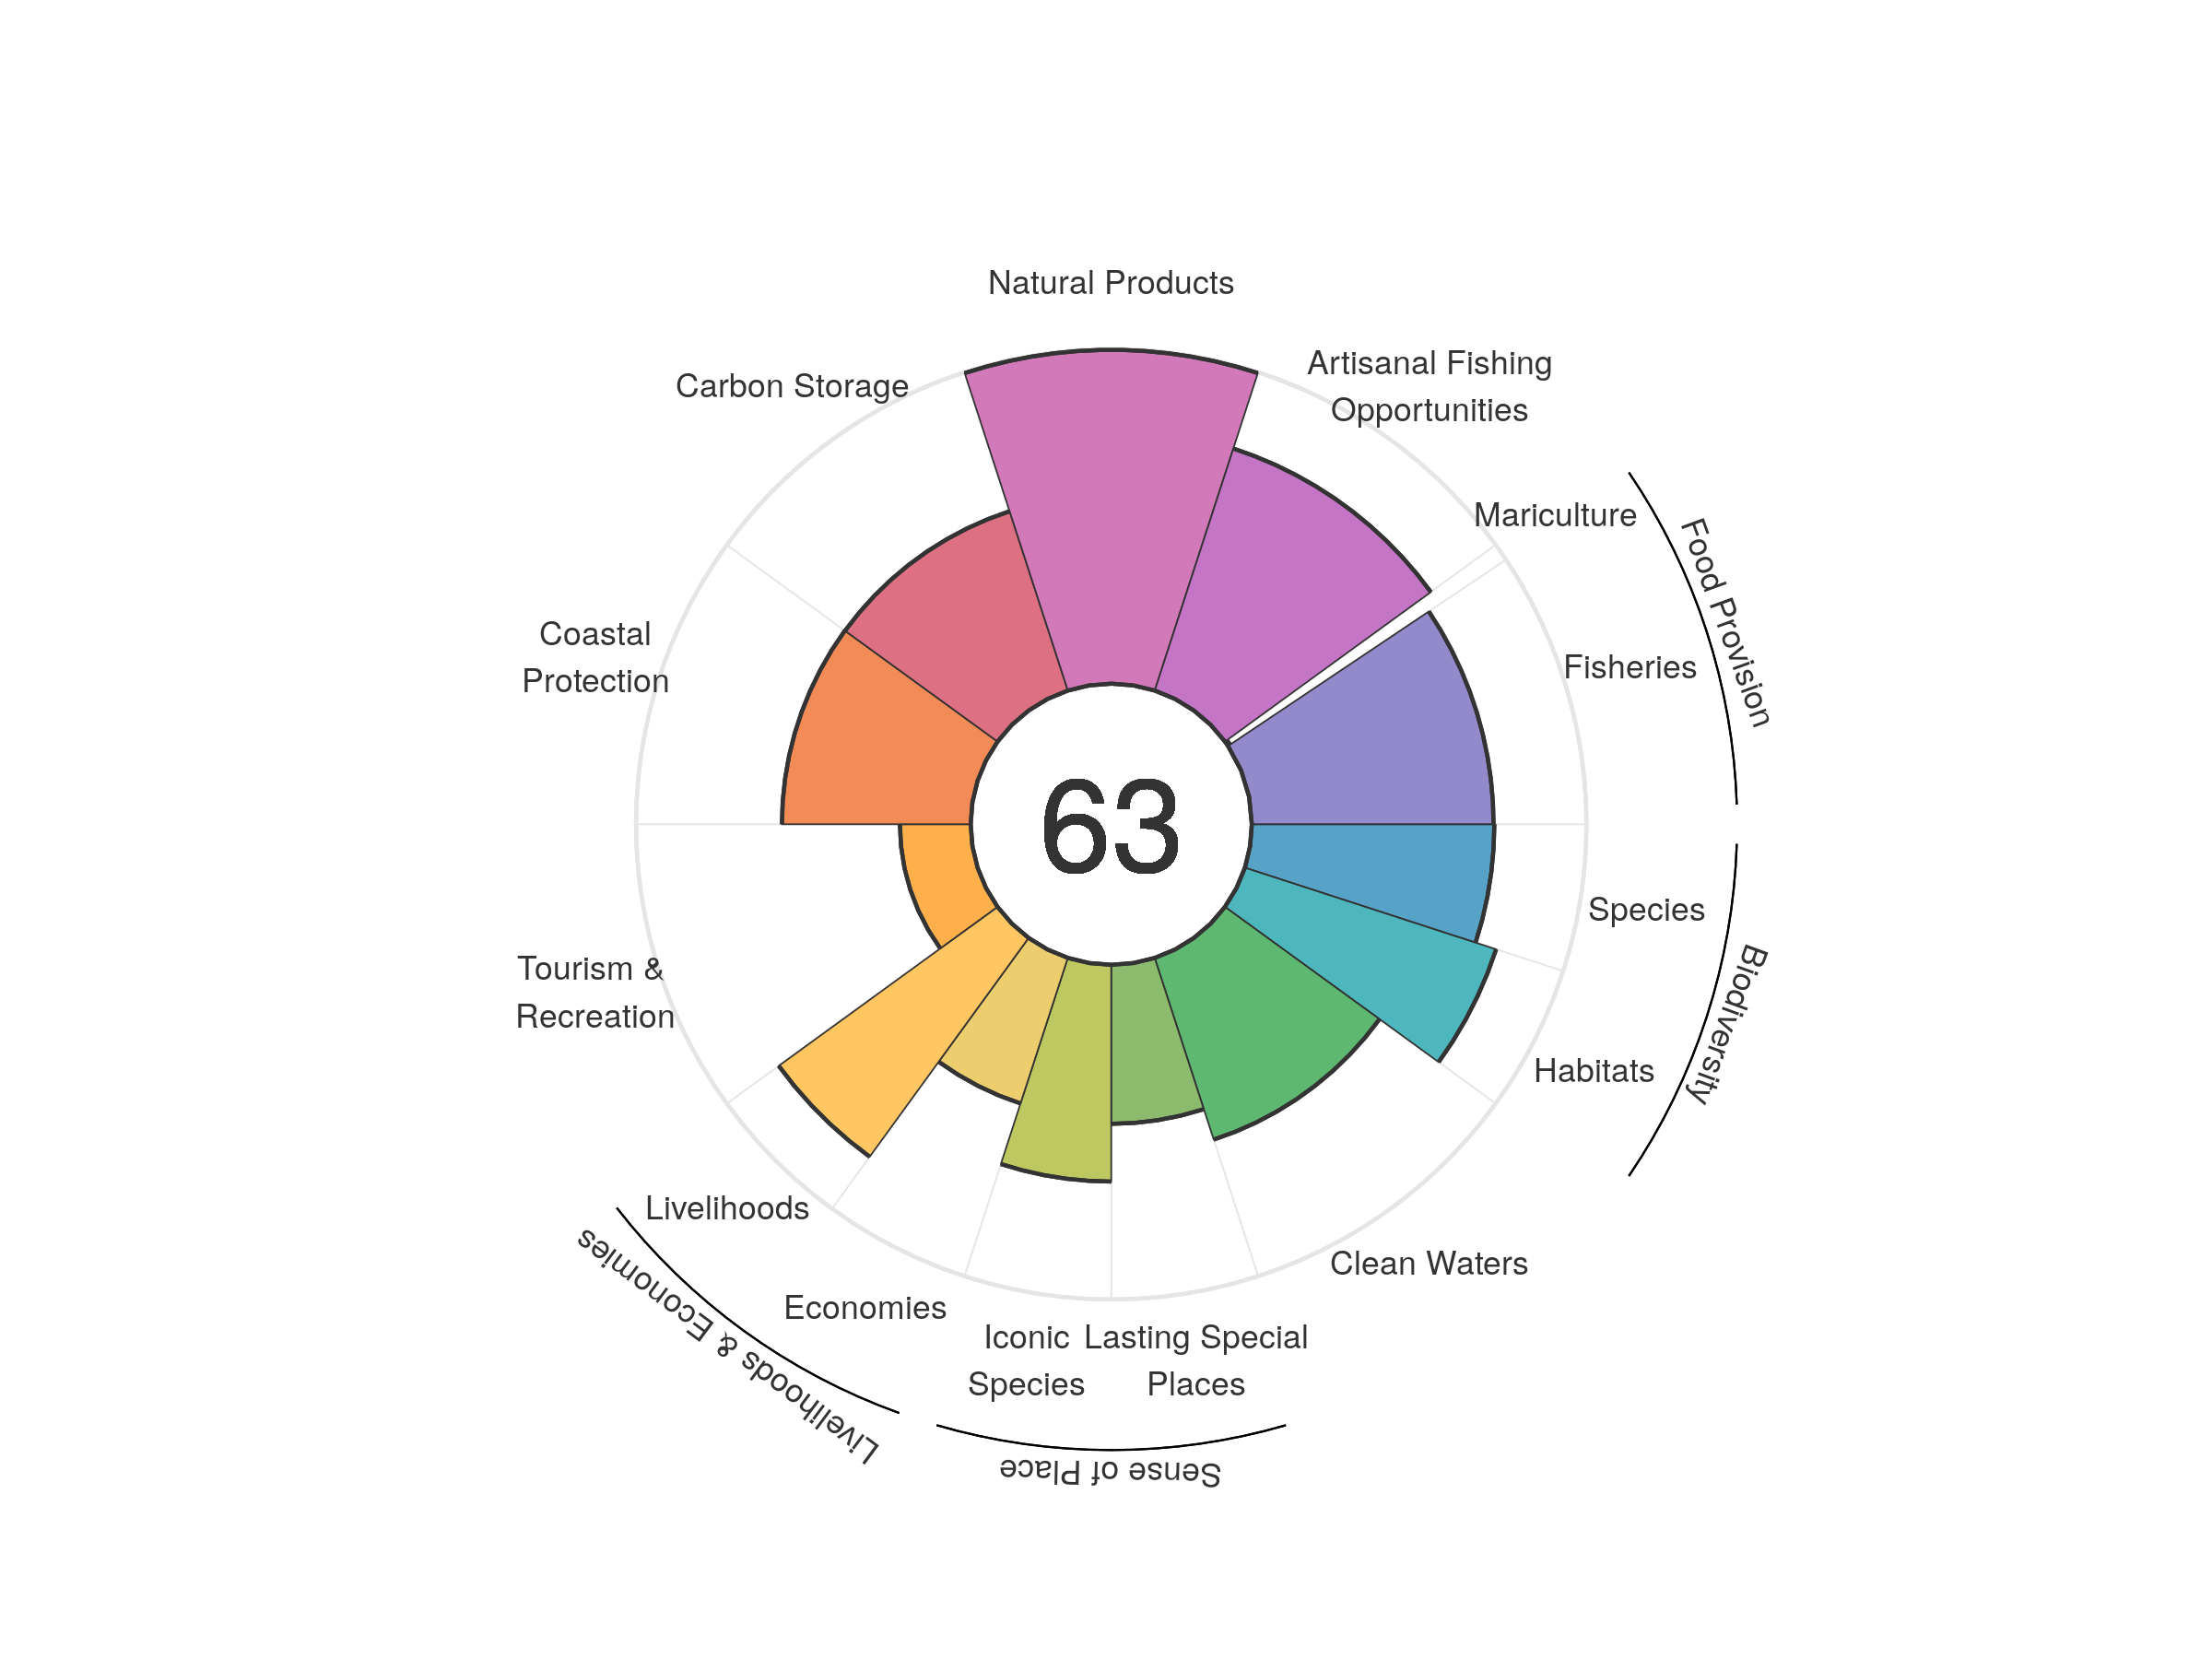 Natural Products
Artisanal Fishing
Opportunities
Carbon Storage
Mariculture
Food Provision
Fisheries
Coastal
Protection
63
Species
Biodiversity
Habitats
Tourism &
Recreation
Livelihoods
Clean Waters
Economies
Livelihoods & Economies
Iconic
Species
Lasting Special
Places
Sense of Place